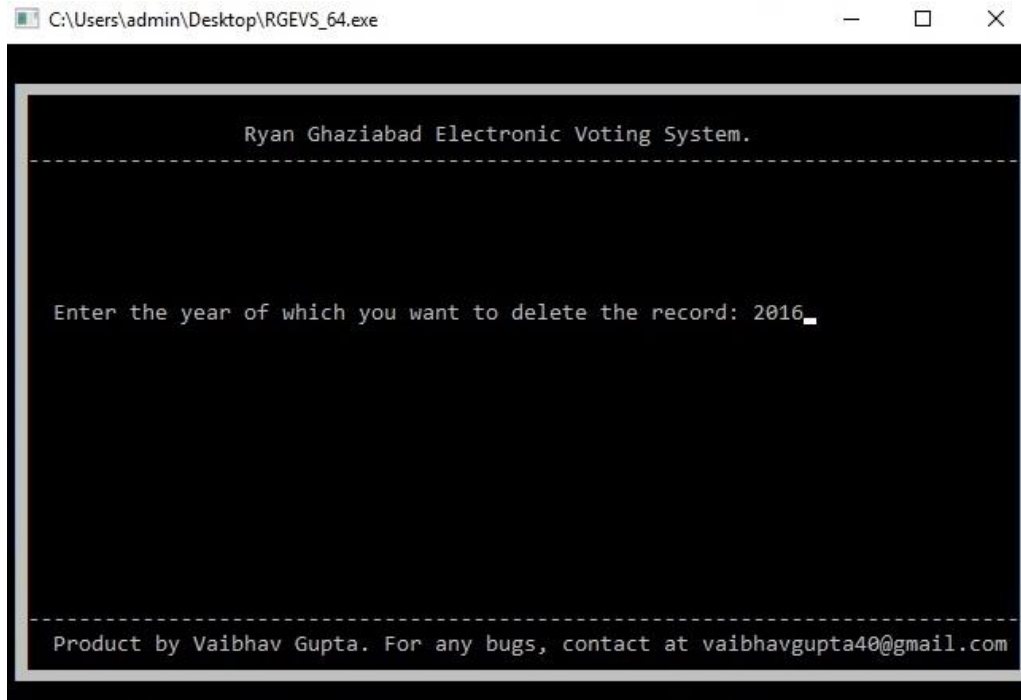 C:\Users\admin\Desktop\RGEVS_64.exe
Ryan Ghaziabad Electronic Voting System.
Enter the year of which you want to delete the record: 2016
Product by Vaibhav Gupta. For any bugs, contact at vaibhavgupta40@gmail.com